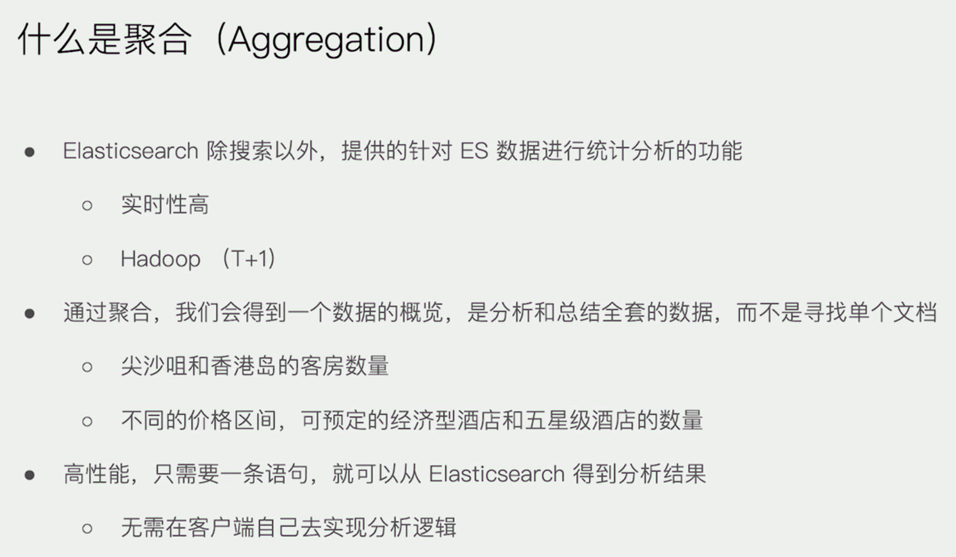 什么是聚合（Aggregation）
● Elasticsearch 除搜索以外，提供的针对 ES 数据进行统计分析的功能
○ 实时性高
○ Hadoop （T+1）
● 通过聚合，我们会得到一个数据的概览，是分析和总结全套的数据，而不是寻找单个文档
○ 尖沙咀和香港岛的客房数量
○ 不同的价格区间，可预定的经济型酒店和五星级酒店的数量
● 高性能，只需要一条语句，就可以从 Elasticsearch 得到分析结果
○ 无需在客户端自己去实现分析逻辑